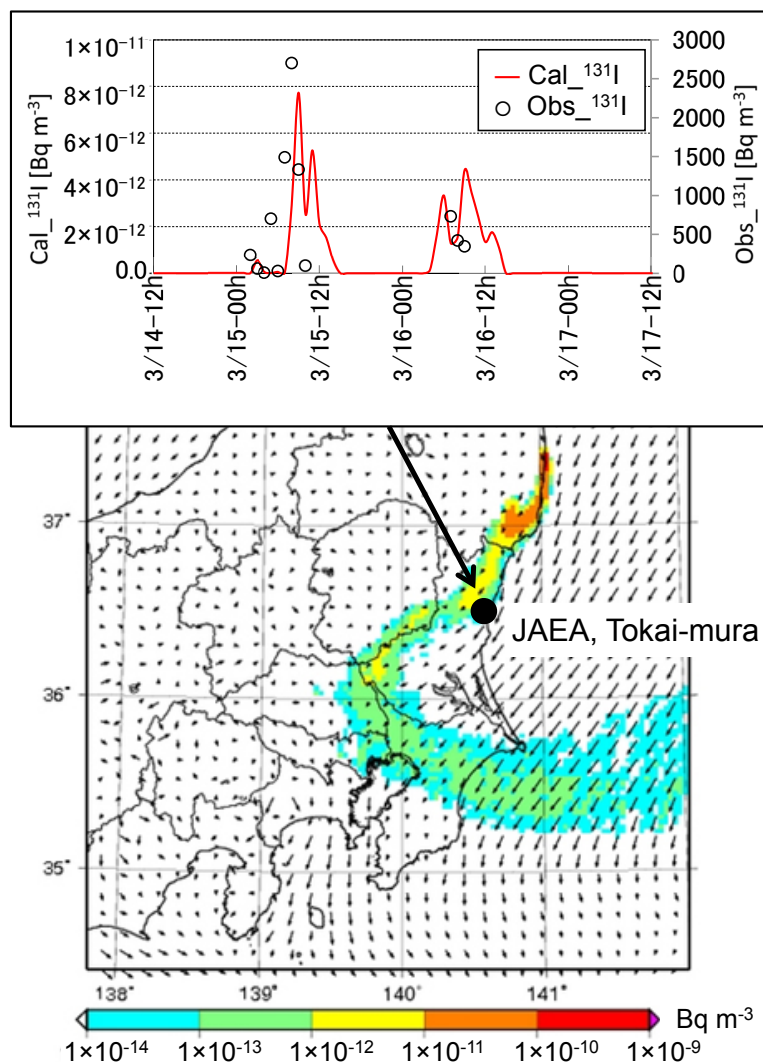 1×10⁻¹¹
8×10⁻¹²
6×10⁻¹²
4×10⁻¹²
2×10⁻¹²
0.0
Cal_¹³¹I [Bq m⁻³]
3000
2500
2000
1500
1000
500
0
Obs_¹³¹I [Bq m⁻³]
Cal_¹³¹I
Obs_¹³¹I
3/14-12h
3/15-00h
3/15-12h
3/16-00h
3/16-12h
3/17-00h
3/17-12h
37°
36°
35°
JAEA, Tokai-mura
138°
139°
140°
141°
Bq m⁻³
1×10⁻¹⁴
1×10⁻¹³
1×10⁻¹²
1×10⁻¹¹
1×10⁻¹⁰
1×10⁻⁹